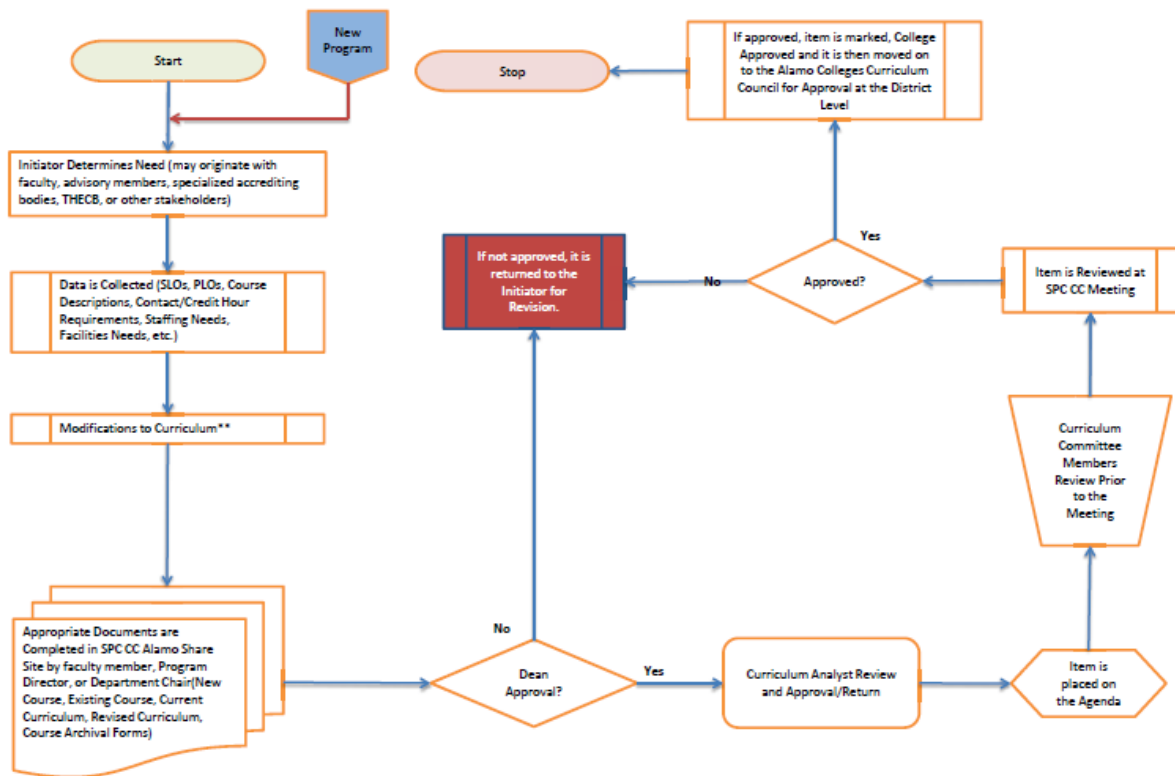 Start
New
Program
Initiator Determines Need (may originate with
faculty, advisory members, specialized accrediting
bodies, THECB, or other stakeholders)
Data is Collected (SLOs, PLOs, Course
Descriptions, Contact/Credit Hour
Requirements, Staffing Needs,
Facilities Needs, etc.)
Modifications to Curriculum**
Appropriate Documents are
Completed in SPC CC Alamo Share
Site by faculty member, Program
Director, or Department Chair(New
Course, Existing Course, Current
Curriculum, Revised Curriculum,
Course Archival Forms)
Dean
Approval?
No
Yes
If not approved, it is
returned to the
Initiator for
Revision.
Curriculum Analyst Review
and Approval/Return
Item is
placed on
the Agenda
Curriculum
Committee
Members
Review Prior
to the
Meeting
Item is Reviewed at
SPC CC Meeting
Approved?
No
Yes
If approved, item is marked, College
Approved and it is then moved on
to the Alamo Colleges Curriculum
Council for Approval at the District
Level
Stop